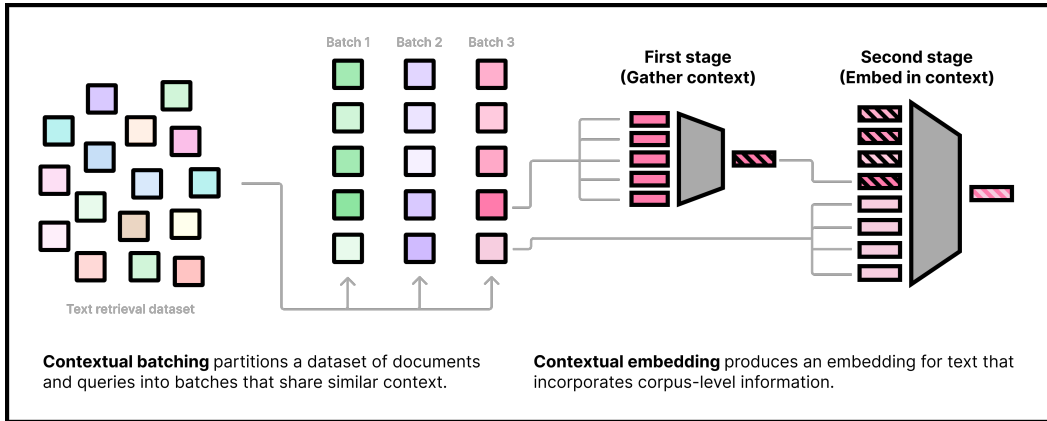 Batch 1 Batch 2 Batch 3
First stage
(Gather context)
Second stage
(Embed in context)
Text retrieval dataset
Contextual batching partitions a dataset of documents
and queries into batches that share similar context.
Contextual embedding produces an embedding for text that
incorporates corpus-level information.